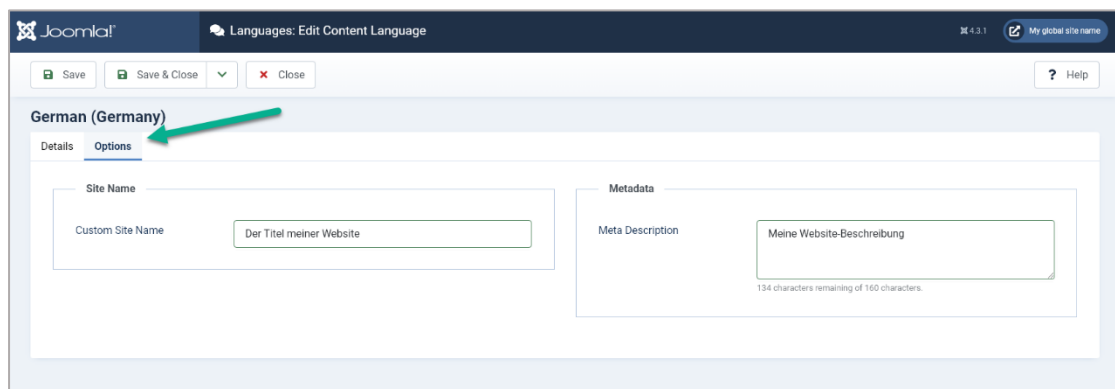 Joomla!® Languages: Edit Content Language 4.3.1 My global site name
Save Save & Close Close ? Help
German (Germany)
Details Options
Site Name Metadata
Custom Site Name Der Titel meiner Website Meta Description Meine Website-Beschreibung
134 characters remaining of 160 characters.